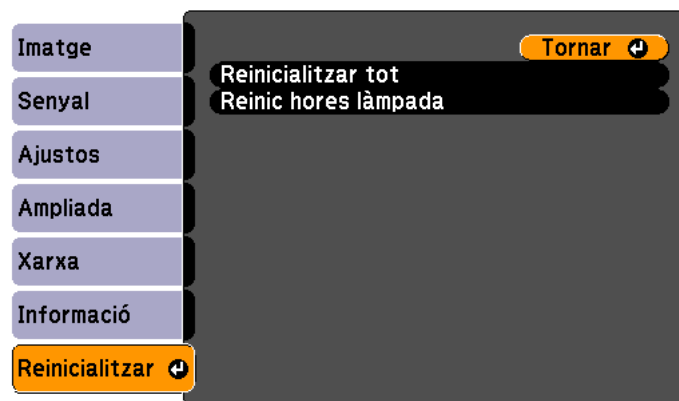 Imatge
Senyal
Ajustos
Ampliada
Xarxa
Informació
Reinicialitzar
Tornar
Reinicialitzar tot
Reinic hores làmpada